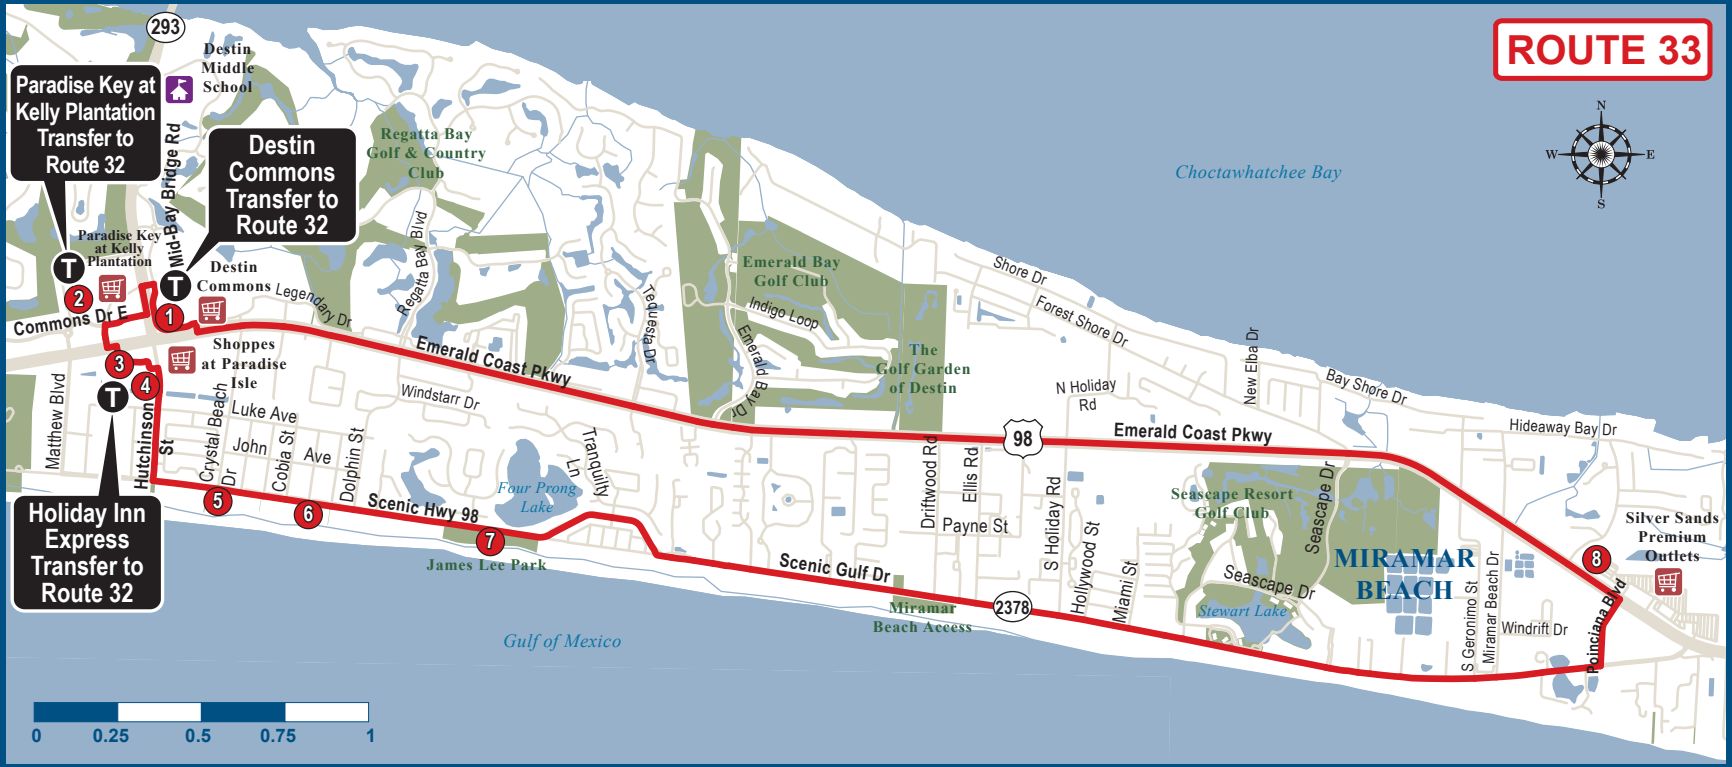 293
ROUTE 33
Destin
Middle
School
Paradise Key at
Kelly Plantation
Transfer to
Route 32
Destin
Commons
Transfer to
Route 32
Mid-Bay Bridge Rd
Regatta Bay
Golf & Country
Club
Choctawhatchee Bay
N
W
E
S
Paradise Key
at Kelly
Plantation
T
T
2
1
Destin
Commons
Commons Dr E
Legendary Dr
Regatta Bay Blvd
Tequesta Dr
Emerald Bay
Golf Club
Indigo Loop
Emerald Bay Dr
Shore Dr
Forest Shore Dr
The
Golf Garden
of Destin
New Elba Dr
Bay Shore Dr
Hideaway Bay Dr
N Holiday
Rd
Emerald Coast Pkwy
98
Emerald Coast Pkwy
Shoppes
at Paradise
Isle
3
4
T
Matthew Blvd
Hutchinson
St
Crystal Beach
Dr
Luke Ave
John
Ave
Cobia St
Dolphin St
Windstarr Dr
Tranquility
Ln
Four Prong
Lake
5
6
7
Scenic Hwy 98
James Lee Park
Holiday Inn
Express
Transfer to
Route 32
Driftwood Rd
Ellis Rd
Payne St
S Holiday Rd
Hollywood St
Miami St
Scenic Gulf Dr
Miramar
Beach Access
2378
Seascape Resort
Golf Club
Seascape Dr
Seascape Dr
Stewart Lake
MIRAMAR
BEACH
S Geronimo St
Miramar Beach Dr
Windrift Dr
Poinciana Blvd
8
Silver Sands
Premium
Outlets
Gulf of Mexico
0
0.25
0.5
0.75
1